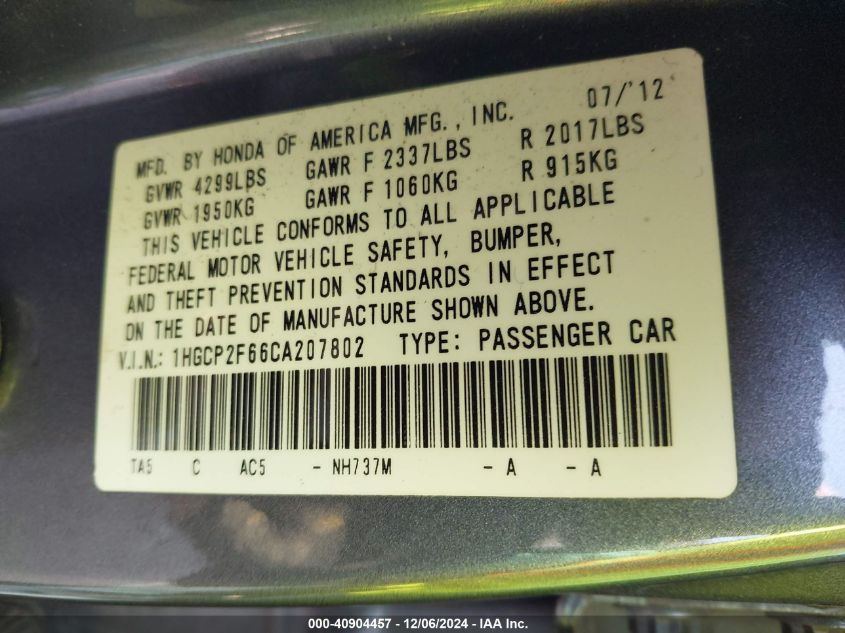 MFD. BY HONDA OF AMERICA MFG., INC. 07/'12
GVWR 4299LBS GAWR F 2337LBS R 2017LBS
GVWR 1950KG GAWR F 1060KG R 915KG
THIS VEHICLE CONFORMS TO ALL APPLICABLE
FEDERAL MOTOR VEHICLE SAFETY, BUMPER,
AND THEFT PREVENTION STANDARDS IN EFFECT
ON THE DATE OF MANUFACTURE SHOWN ABOVE.
V.I.N.: 1HGCP2F66CA207802 TYPE: PASSENGER CAR
TA5 C AC5 - NH737M - A - A
000-40904457 - 12/06/2024 - IAA Inc.